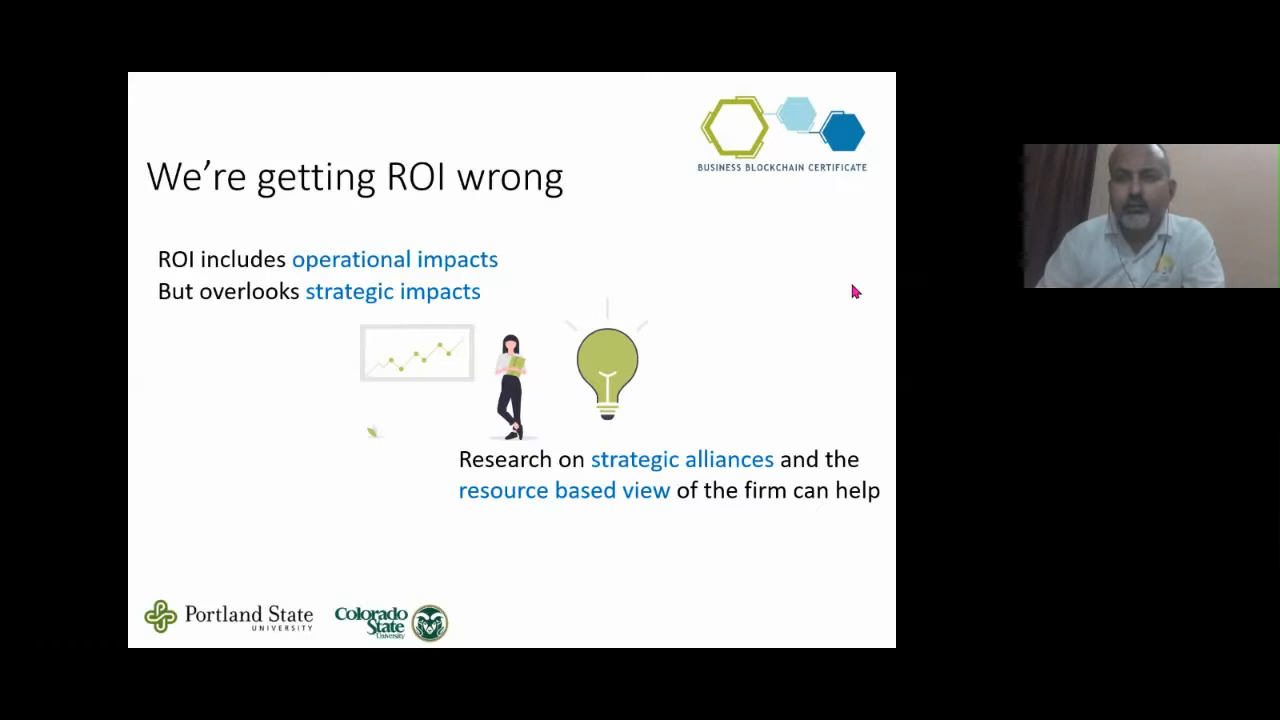 BUSINESS BLOCKCHAIN CERTIFICATE
We're getting ROI wrong
ROI includes operational impacts
But overlooks strategic impacts
Research on strategic alliances and the
resource based view of the firm can help
Portland State
UNIVERSITY
Colorado
State
University